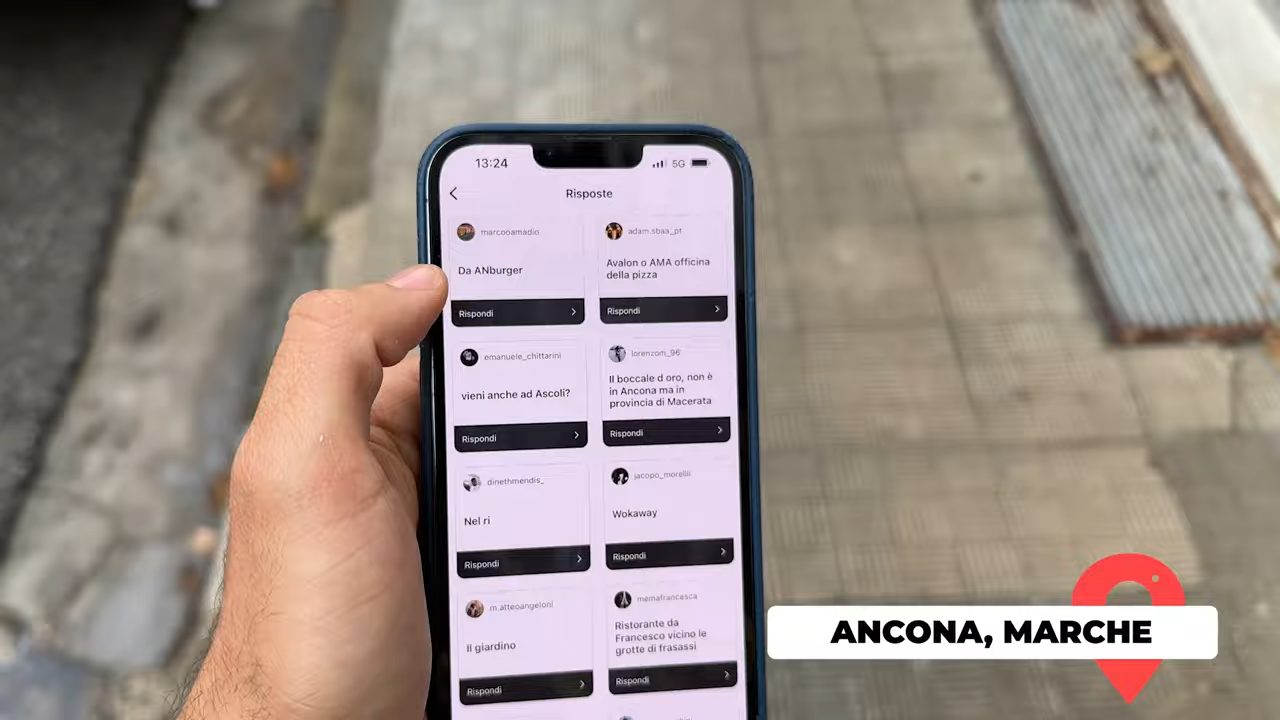 13:24
5G
Risposte
marcooamadio
Da ANburger
Rispondi
adam.sbaa_pt
Avalon o AMA officina
della pizza
Rispondi
emanuele_chittarini
vieni anche ad Ascoli?
Rispondi
lorenzom_96
Il boccale d oro, non è
in Ancona ma in
provincia di Macerata
Rispondi
dinethmendis_
Nel ri
Rispondi
jacopo_morellii
Wokaway
Rispondi
m.atteoangeloni
Il giardino
Rispondi
memafrancesca
Ristorante da
Francesco vicino le
grotte di frasassi
Rispondi
ANCONA, MARCHE